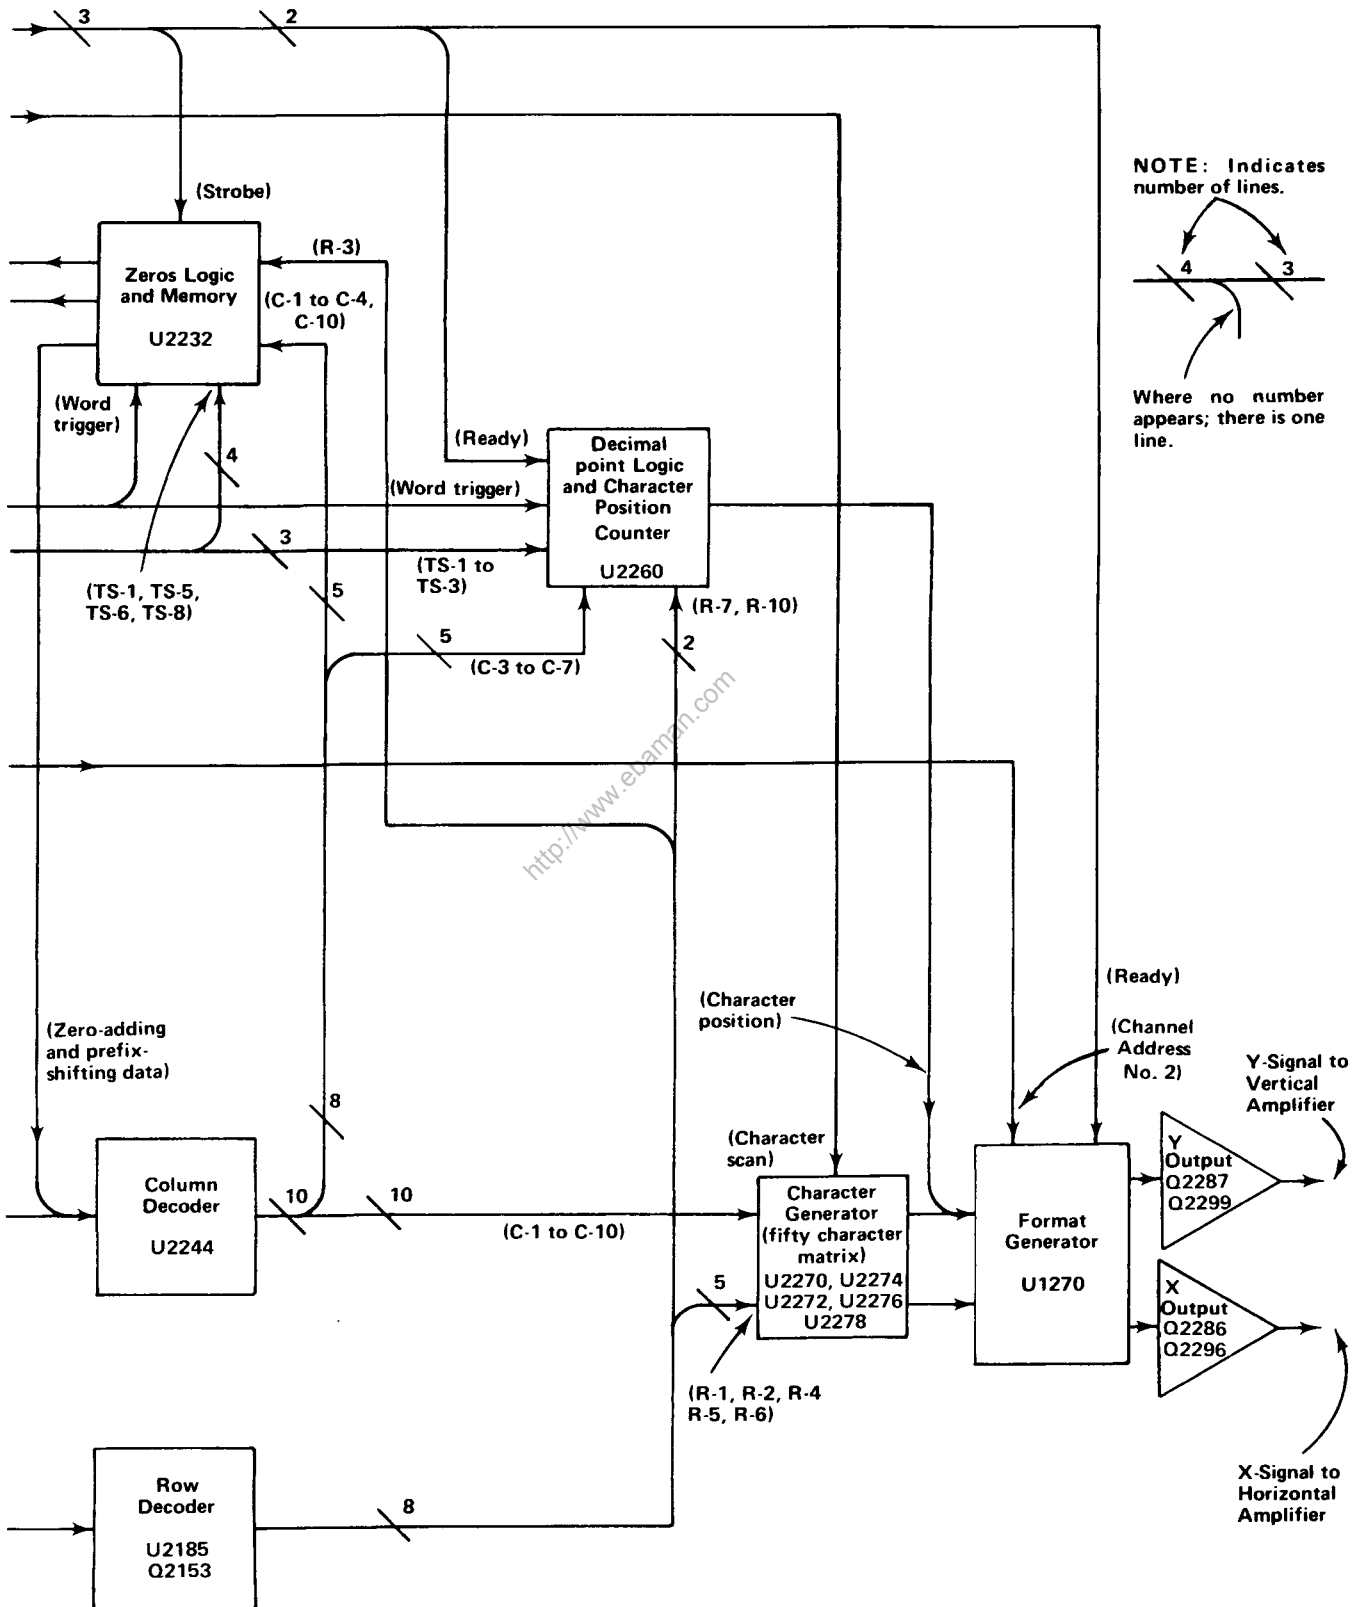 3
2
(Strobe)
NOTE: Indicates
number of lines.
4
3
Where no number
appears; there is one
line.
Zeros Logic
and Memory
U2232
(R-3)
(C-1 to C-4,
C-10)
(Word
trigger)
4
(Ready)
(Word trigger)
Decimal
point Logic
and Character
Position
Counter
U2260
3
(TS-1 to
TS-3)
(TS-1, TS-5,
TS-6, TS-8)
5
5
(C-3 to C-7)
(R-7, R-10)
2
http://www.ebaman.com
(Ready)
(Character
position)
(Channel
Address
No. 2)
Y-Signal to
Vertical
Amplifier
(Zero-adding
and prefix-
shifting data)
8
Column
Decoder
U2244
10
10
(C-1 to C-10)
(Character
scan)
Character
Generator
(fifty character
matrix)
U2270, U2274
U2272, U2276
U2278
5
(R-1, R-2, R-4
R-5, R-6)
Format
Generator
U1270
Y
Output
Q2287
Q2299
X
Output
Q2286
Q2296
X-Signal to
Horizontal
Amplifier
Row
Decoder
U2185
Q2153
8